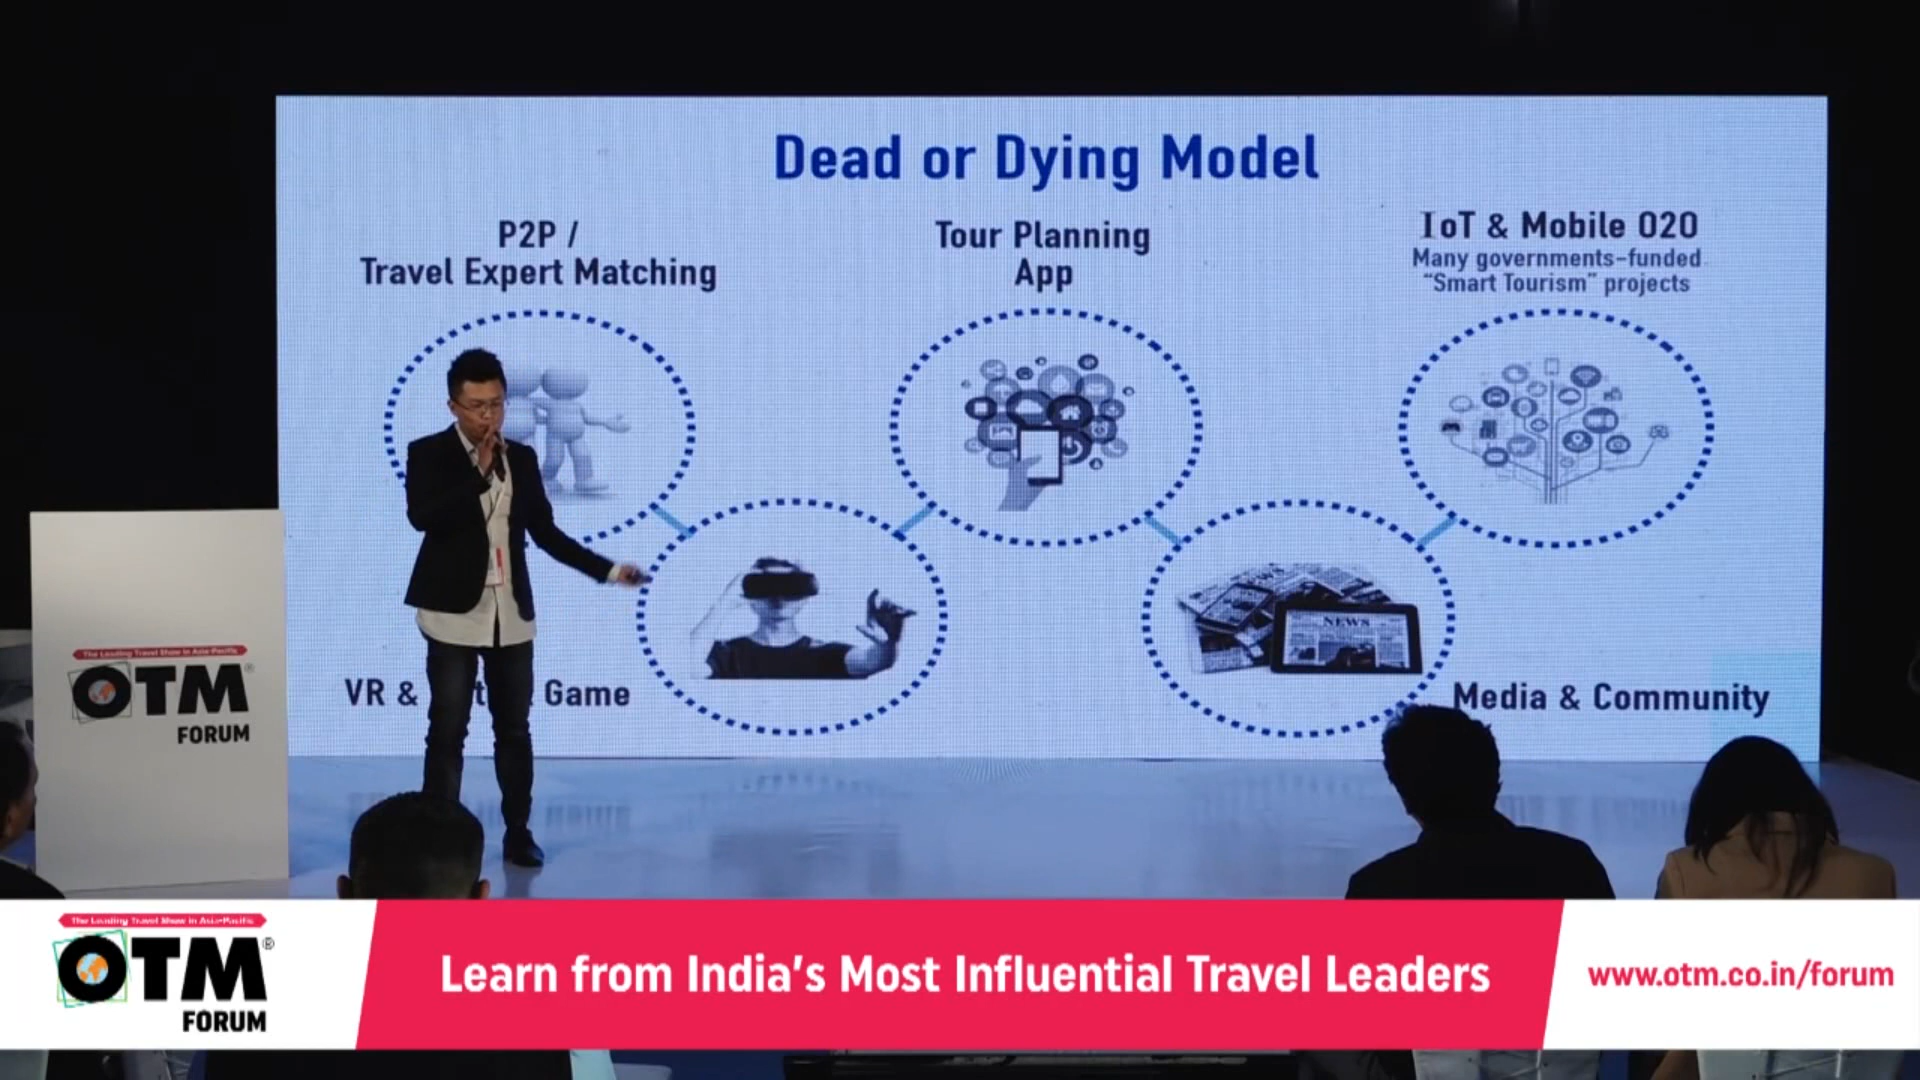 Dead or Dying Model
P2P /
Travel Expert Matching
Tour Planning
App
IoT & Mobile O2O
Many governments-funded
“Smart Tourism” projects
NEWS
VR &
Game
Media & Community
The Leading Travel Show in Asia-Pacific
OTM®
FORUM
The Leading Travel Show in Asia-Pacific
OTM®
FORUM
Learn from India's Most Influential Travel Leaders
www.otm.co.in/forum